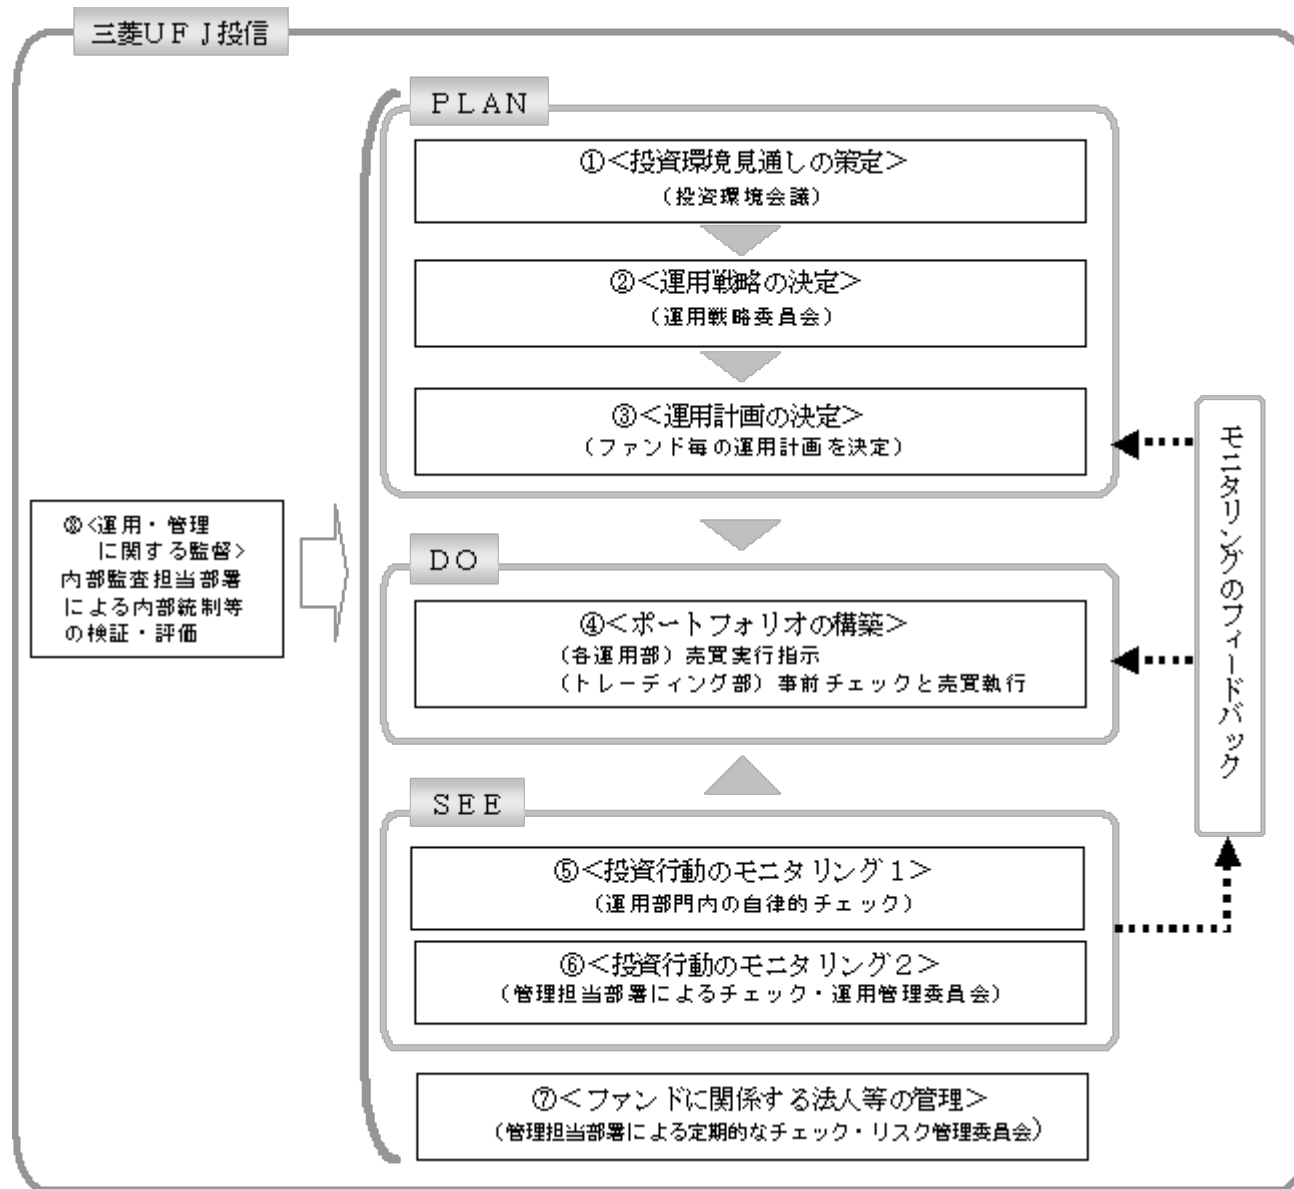 三菱ＵＦＪ投信
ＰＬＡＮ
①＜投資環境見通しの策定＞
（投資環境会議）
②＜運用戦略の決定＞
（運用戦略委員会）
③＜運用計画の決定＞
（ファンド毎の運用計画を決定）
ＤＯ
④＜ポートフォリオの構築＞
（各運用部）売買実行指示
（トレーディング部）事前チェックと売買執行
ＳＥＥ
⑤＜投資行動のモニタリング１＞
（運用部門内の自律的チェック）
⑥＜投資行動のモニタリング２＞
（管理担当部署によるチェック・運用管理委員会）
⑦＜ファンドに関係する法人等の管理＞
（管理担当部署による定期的なチェック・リスク管理委員会）
⑧＜運用・管理
に関する監督＞
内部監査担当部署
による内部統制等
の検証・評価
モニタリングのフィードバック